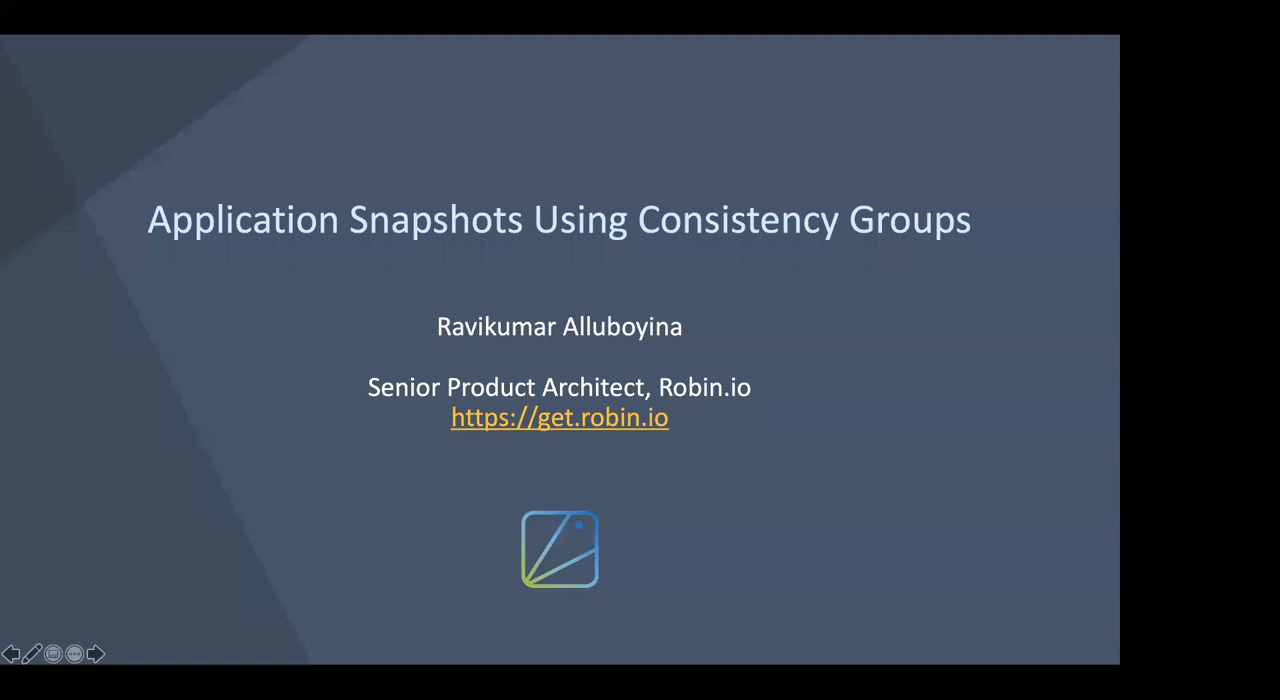 Application Snapshots Using Consistency Groups
Ravikumar Alluboyina
Senior Product Architect, Robin.io
https://get.robin.io